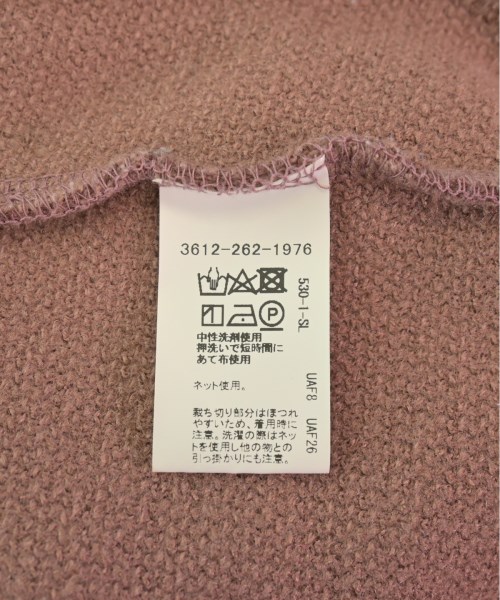 3612-262-1976
P
中性洗剤使用
押洗いで短時間に
あて布使用
ネット使用。
裁ち切り部分はほつれ
やすいため、着用時に
注意。洗濯の際はネッ
トを使用し他の物との
引っ掛かりにも注意。
530-1-SL
UAF8 UAF26